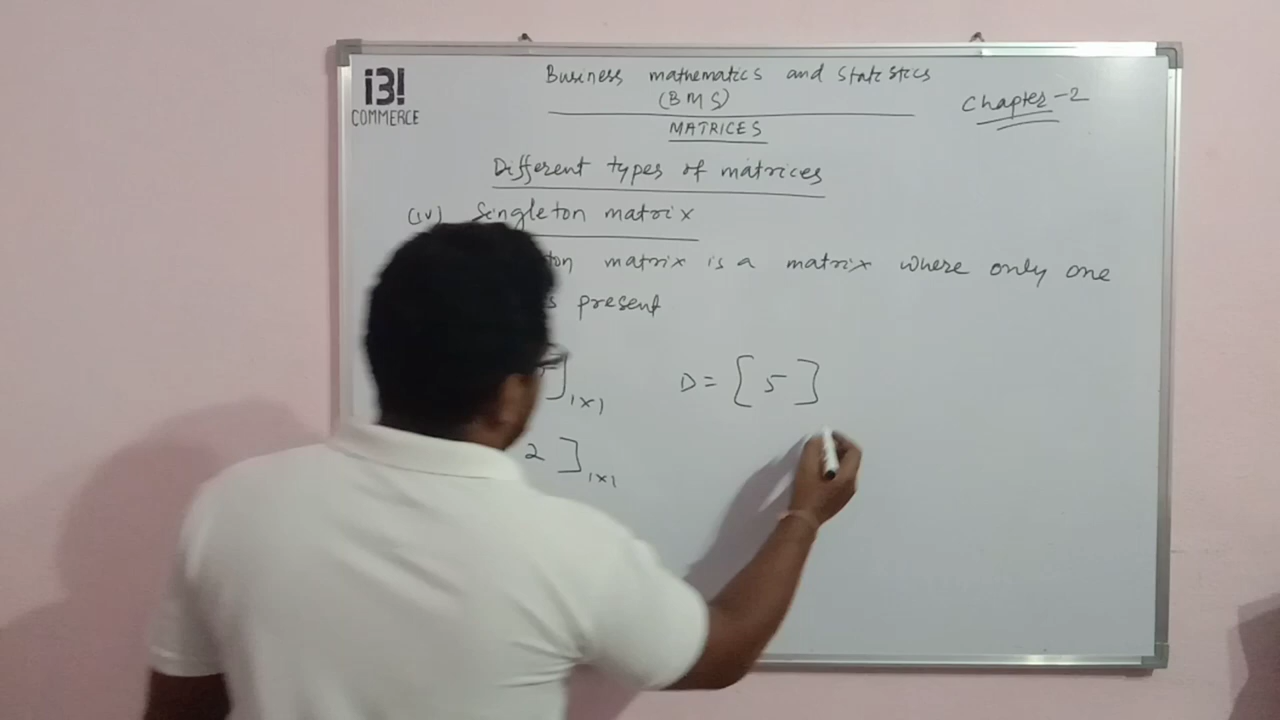 i3!
COMMERCE
Business mathematics and statistics
(BMS)
Chapter-2
MATRICES
Different types of matrices
(iv) Singleton matrix
matrix is a matrix where only one
present
]1x1 D = [ 5 ]
2 ]1x1